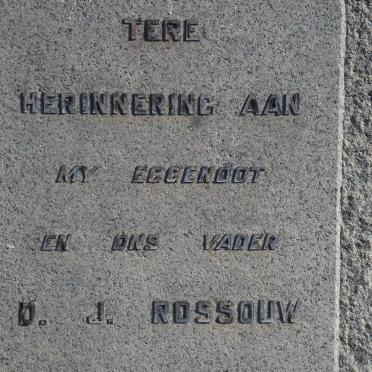 TERE
HERINNERING AAN
MY EGGENOOT
EN ONS VADER
D. J. ROSSOUW